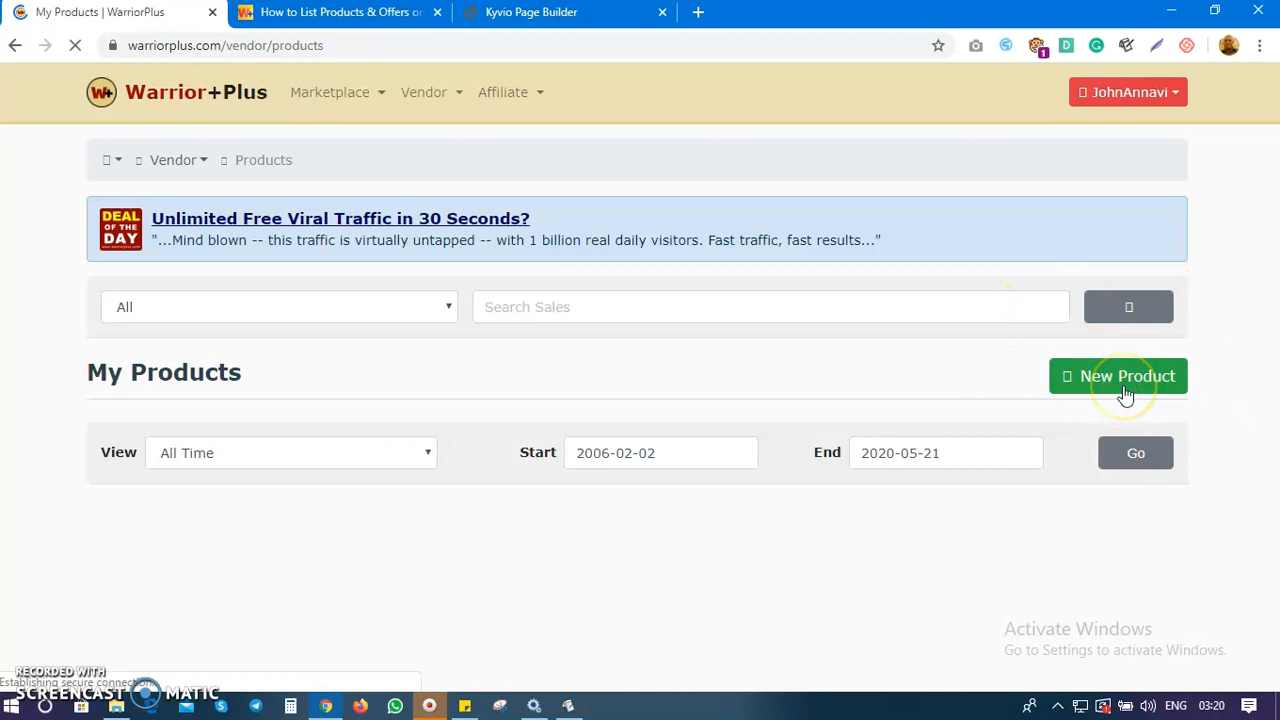 My Products | WarriorPlus
How to List Products & Offers or
Kyvio Page Builder
warriorplus.com/vendor/products
1
W+ Warrior+Plus
Marketplace
Vendor
Affiliate
JohnAnnavi
Vendor
Products
DEAL OF THE DAY
Unlimited Free Viral Traffic in 30 Seconds?
"...Mind blown -- this traffic is virtually untapped -- with 1 billion real daily visitors. Fast traffic, fast results..."
All
Search Sales
My Products
New Product
View
All Time
Start
2006-02-02
End
2020-05-21
Go
Activate Windows
Go to Settings to activate Windows.
RECORDED WITH
Establishing secure connection...
SCREENCAST MATIC
ENG
03:20